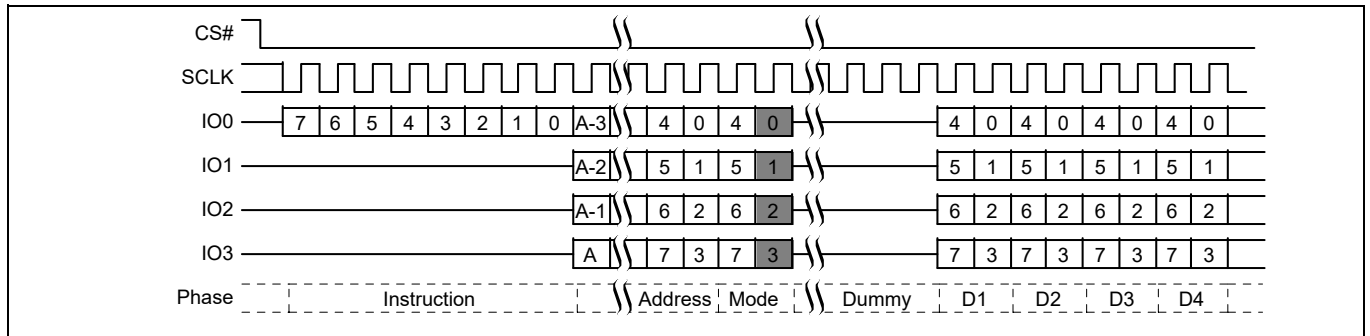 CS#
SCLK
IO0 7 6 5 4 3 2 1 0 A-3 4 0 4 0 4 0 4 0 4 0 4 0
IO1 A-2 5 1 5 1 5 1 5 1 5 1 5 1
IO2 A-1 6 2 6 2 6 2 6 2 6 2 6 2
IO3 A 7 3 7 3 7 3 7 3 7 3 7 3
Phase Instruction Address Mode Dummy D1 D2 D3 D4